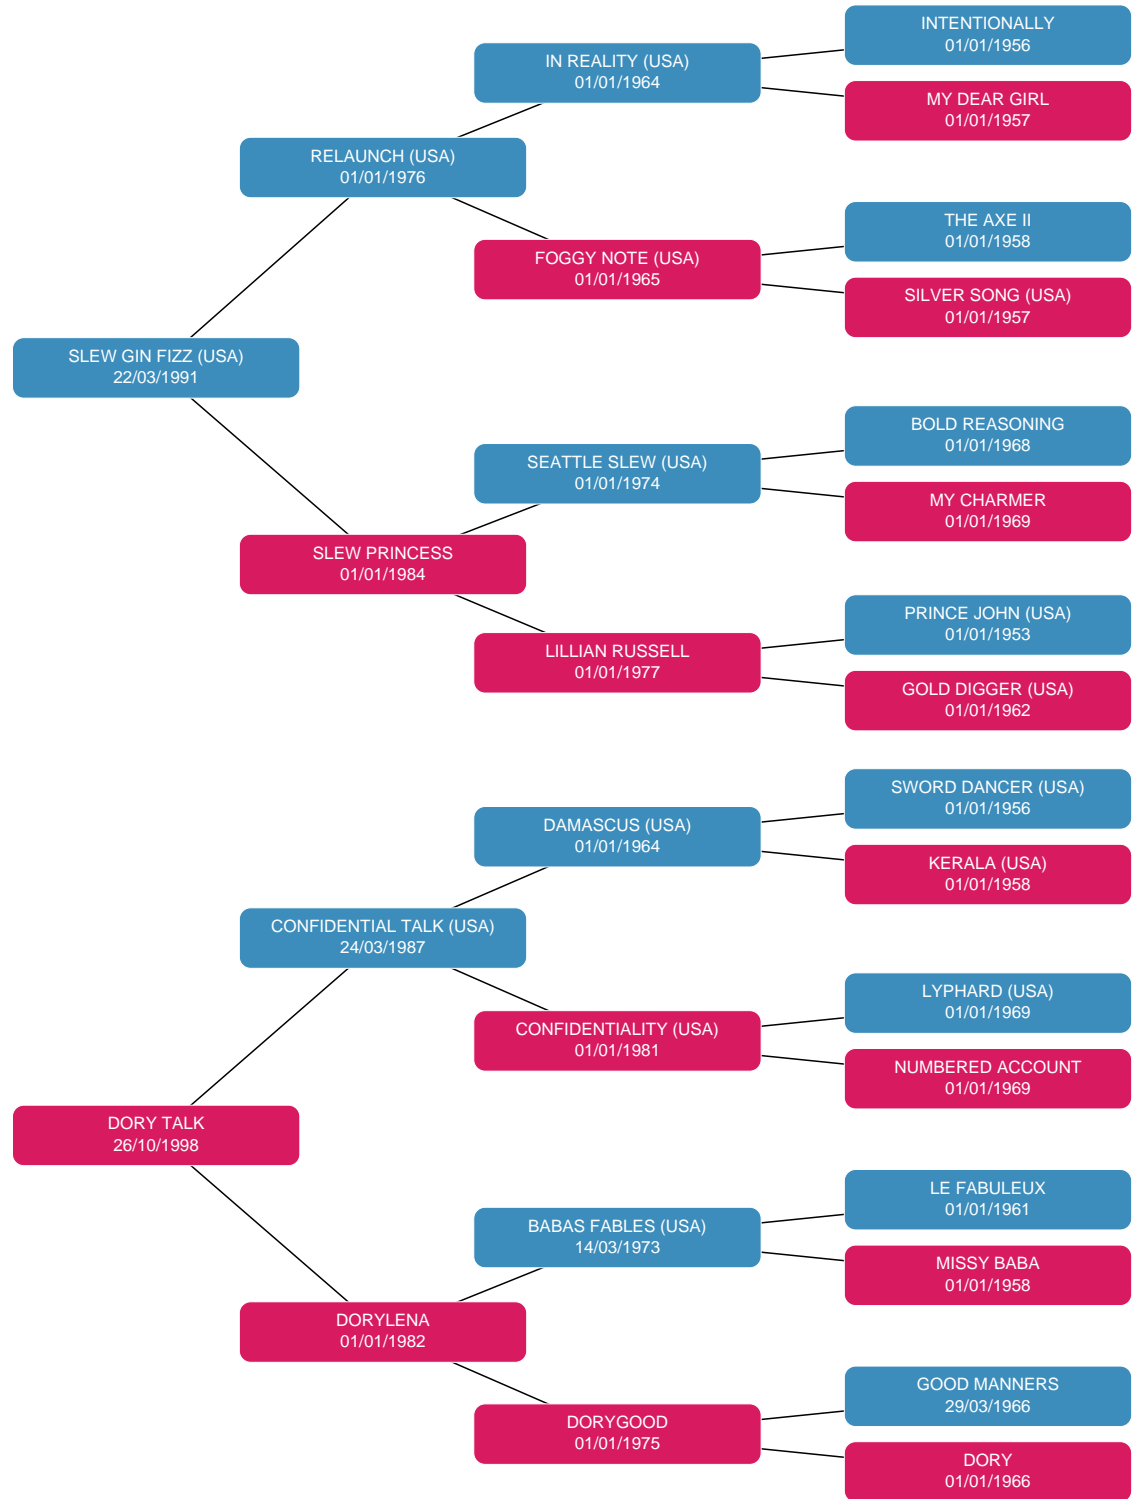 INTENTIONALLY
01/01/1956
IN REALITY (USA)
01/01/1964
MY DEAR GIRL
01/01/1957
RELAUNCH (USA)
01/01/1976
THE AXE II
01/01/1958
FOGGY NOTE (USA)
01/01/1965
SILVER SONG (USA)
01/01/1957
SLEW GIN FIZZ (USA)
22/03/1991
BOLD REASONING
01/01/1968
SEATTLE SLEW (USA)
01/01/1974
MY CHARMER
01/01/1969
SLEW PRINCESS
01/01/1984
PRINCE JOHN (USA)
01/01/1953
LILLIAN RUSSELL
01/01/1977
GOLD DIGGER (USA)
01/01/1962
SWORD DANCER (USA)
01/01/1956
DAMASCUS (USA)
01/01/1964
KERALA (USA)
01/01/1958
CONFIDENTIAL TALK (USA)
24/03/1987
LYPHARD (USA)
01/01/1969
CONFIDENTIALITY (USA)
01/01/1981
NUMBERED ACCOUNT
01/01/1969
DORY TALK
26/10/1998
LE FABULEUX
01/01/1961
BABAS FABLES (USA)
14/03/1973
MISSY BABA
01/01/1958
DORYLENA
01/01/1982
GOOD MANNERS
29/03/1966
DORYGOOD
01/01/1975
DORY
01/01/1966